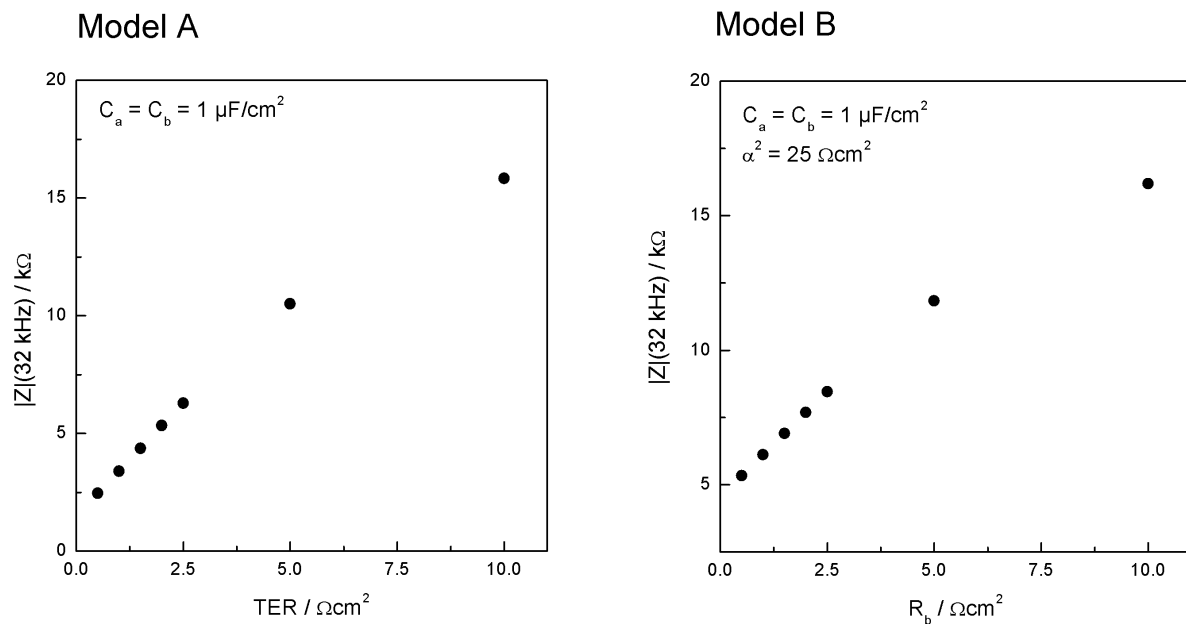 Model A
20
C_a = C_b = 1 µF/cm²
15
10
5
0
|Z|(32 kHz) / kΩ
0.0 2.5 5.0 7.5 10.0
TER / Ωcm²
Model B
20
C_a = C_b = 1 µF/cm²
α² = 25 Ωcm²
15
10
5
|Z|(32 kHz) / kΩ
0.0 2.5 5.0 7.5 10.0
R_b / Ωcm²